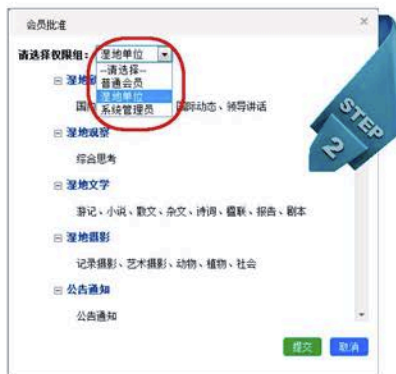 会员批准
×
请选择权限组: 湿地单位
--请选择--
普通会员
湿地单位
系统管理员
湿地
国际动态、领导讲话
湿地观察
综合思考
湿地文学
游记、小说、散文、杂文、诗词、楹联、报告、剧本
湿地摄影
记录摄影、艺术摄影、动物、植物、社会
公告通知
公告通知
提交 取消
STEP
2